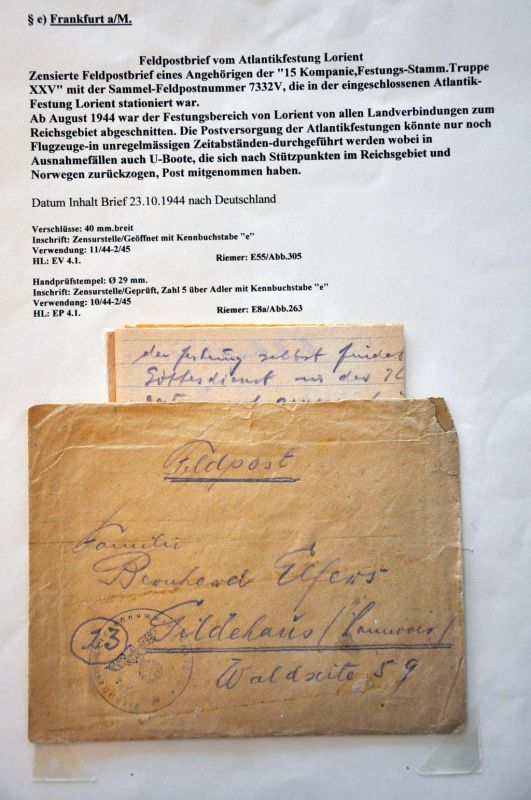 § e) Frankfurt a/M.
Feldpostbrief vom Atlantikfestung Lorient
Zensierte Feldpostbrief eines Angehörigen der "15 Kompanie,Festungs-Stamm.Truppe
XXV" mit der Sammel-Feldpostnummer 7332V, die in der eingeschlossenen Atlantik-
Festung Lorient stationiert war.
Ab August 1944 war der Festungsbereich von Lorient von allen Landverbindungen zum
Reichsgebiet abgeschnitten. Die Postversorgung der Atlantikfestungen könnte nur noch
Flugzeuge-in unregelmässigen Zeitabständen-durchgeführt werden wobei in
Ausnahmefällen auch U-Boote, die sich nach Stützpunkten im Reichsgebiet und
Norwegen zurückzogen, Post mitgenommen haben.
Datum Inhalt Brief 23.10.1944 nach Deutschland
Verschlüsse: 40 mm.breit
Inschrift: Zensurstelle/Geöffnet mit Kennbuchstabe "e"
Verwendung: 11/44-2/45
HL: EV 4.1. Riemer: E55/Abb.305
Handprüfstempel: Ø 29 mm.
Inschrift: Zensurstelle/Geprüft, Zahl 5 über Adler mit Kennbuchstabe "e"
Verwendung: 10/44-2/45
HL: EP 4.1. Riemer: E8a/Abb.263
der Festung selbst findet
Gottesdienst in der
Feldpost
Familie
Bernhard Elfers
23 Gildehaus / Hannover /
Waldseite 59